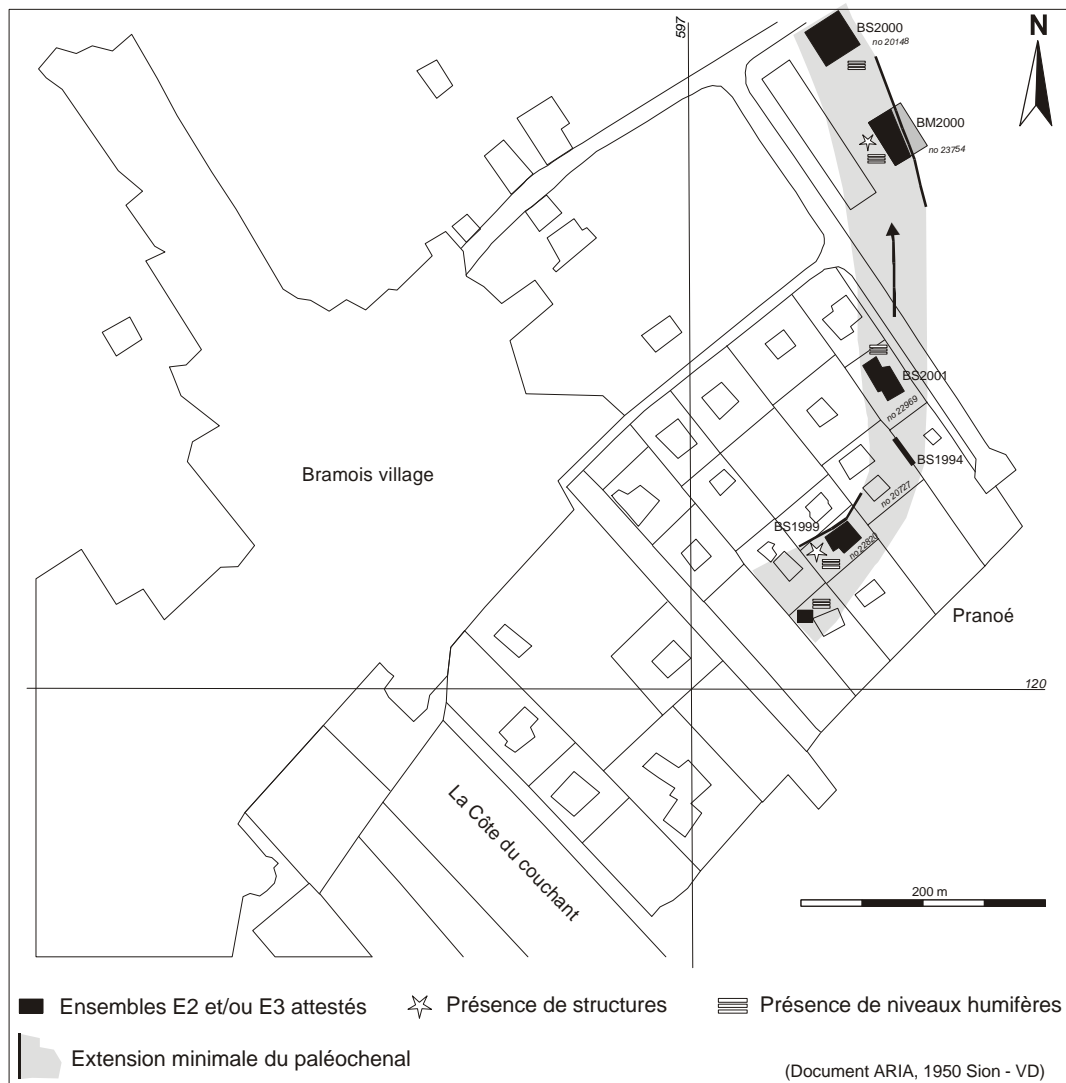 597
BS2000
no 20148
N
BM2000
no 23754
BS2001
no 22969
Bramois village
BS1994
no 20727
BS1999
no 22820
Pranoé
120
La Côte du couchant
200 m
Ensembles E2 et/ou E3 attestés
Présence de structures
Présence de niveaux humifères
Extension minimale du paléochenal
(Document ARIA, 1950 Sion - VD)